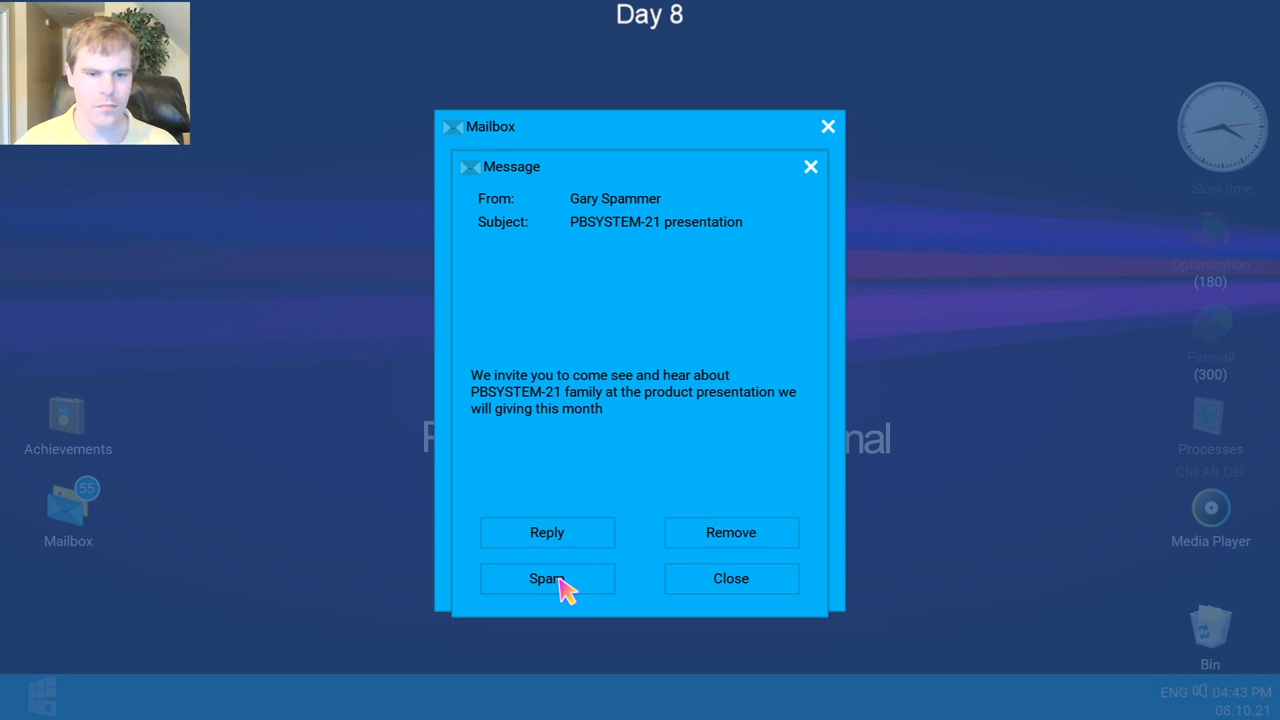 Day 8
Mailbox
Message
From: Gary Spammer
Subject: PBSYSTEM-21 presentation
We invite you to come see and hear about
PBSYSTEM-21 family at the product presentation we
will giving this month
Reply
Remove
Spam
Close
Achievements
55
Mailbox
nal
Slow time
Optimization
(180)
Firewall
(300)
Processes
Ctrl Alt Del
Media Player
Bin
ENG 04:43 PM
08.10.21